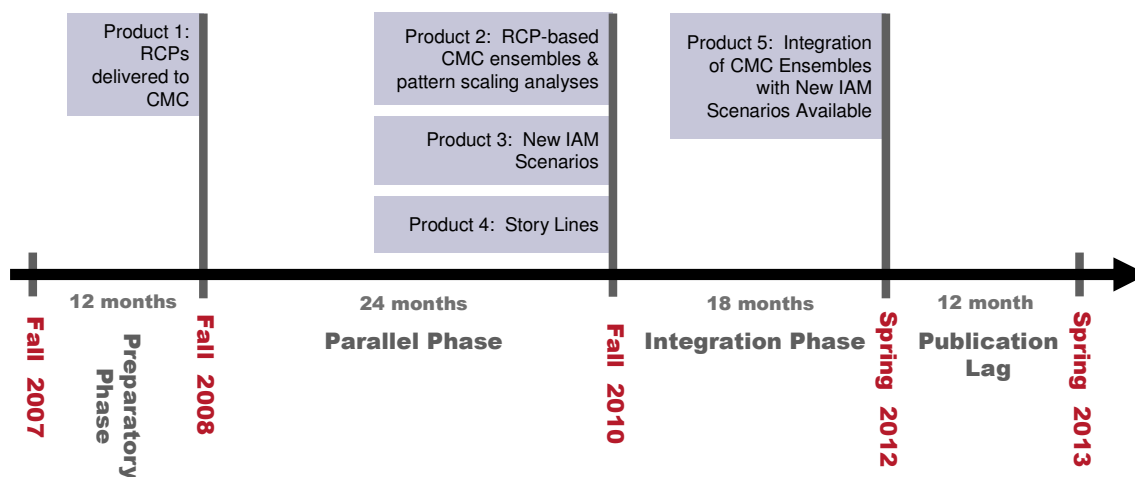 Product 1:
RCPs
delivered to
CMC
Product 2:  RCP-based
CMC ensembles &
pattern scaling analyses
Product 3:  New IAM
Scenarios
Product 4:  Story Lines
Product 5:  Integration
of CMC Ensembles
with New IAM
Scenarios Available
12 months
24 months
18 months
12 month
Fall 2007
Preparatory
Phase
Fall 2008
Parallel Phase
Fall 2010
Integration Phase
Spring 2012
Publication
Lag
Spring 2013